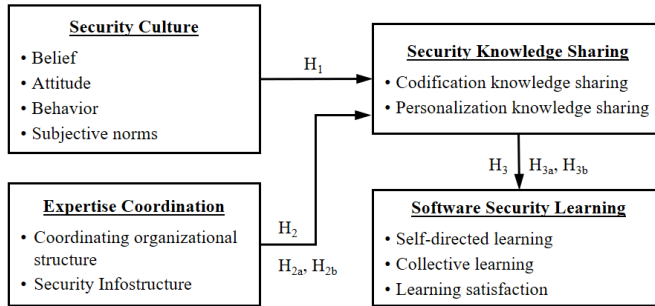 Security Culture
• Belief
• Attitude
• Behavior
• Subjective norms
H1
Security Knowledge Sharing
• Codification knowledge sharing
• Personalization knowledge sharing
H3
H3a, H3b
Expertise Coordination
• Coordinating organizational
structure
• Security Infostructure
H2
H2a, H2b
Software Security Learning
• Self-directed learning
• Collective learning
• Learning satisfaction